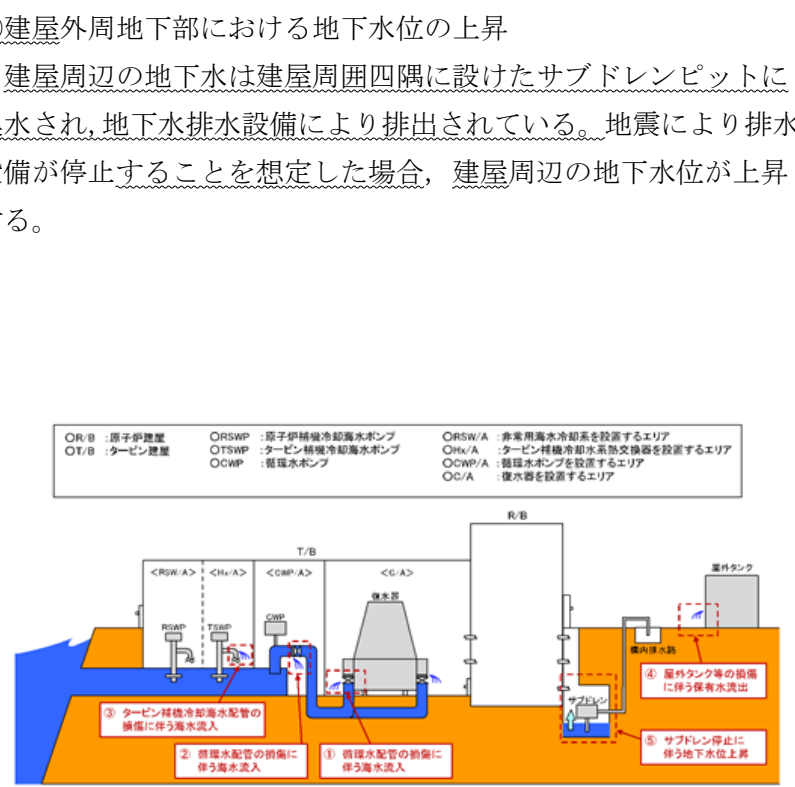 建屋外周地下部における地下水位の上昇
建屋周辺の地下水は建屋周囲四隅に設けたサブドレンピットに
水され,地下水排水設備により排出されている。地震により排水
備が停止することを想定した場合，建屋周辺の地下水位が上昇
る。
○R/B ：原子炉建屋
○T/B ：タービン建屋
○RSWP ：原子炉補機冷却海水ポンプ
○TSWP ：タービン補機冷却海水ポンプ
○CWP ：循環水ポンプ
○RSW/A ：非常用海水冷却系を設置するエリア
○Hx/A ：タービン補機冷却水系熱交換器を設置するエリア
○CWP/A ：循環水ポンプを設置するエリア
○C/A ：復水器を設置するエリア
R/B
T/B
<RSW/A> <Hx/A> <CWP/A> <C/A>
屋外タンク
復水器
CWP
RSWP TSWP
構内排水路
④ 屋外タンク等の損傷
に伴う保有水流出
サブドレン
③ タービン補機冷却海水配管の
損傷に伴う海水流入
② 循環水配管の損傷に
伴う海水流入
① 循環水配管の損傷に
伴う海水流入
⑤ サブドレン停止に
伴う地下水位上昇